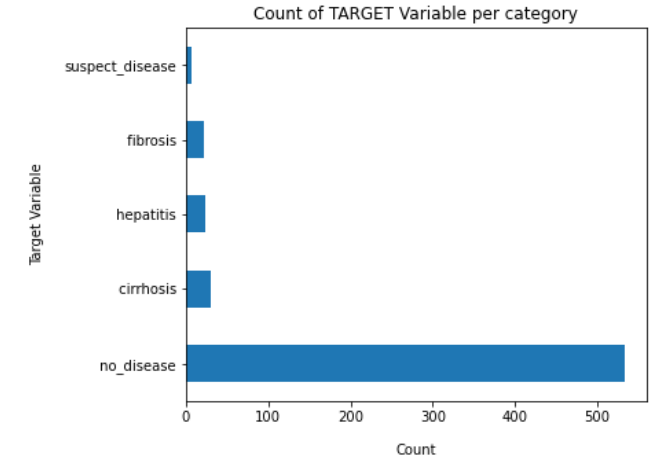 Count of TARGET Variable per category
Target Variable
suspect_disease
fibrosis
hepatitis
cirrhosis
no_disease
0 100 200 300 400 500
Count